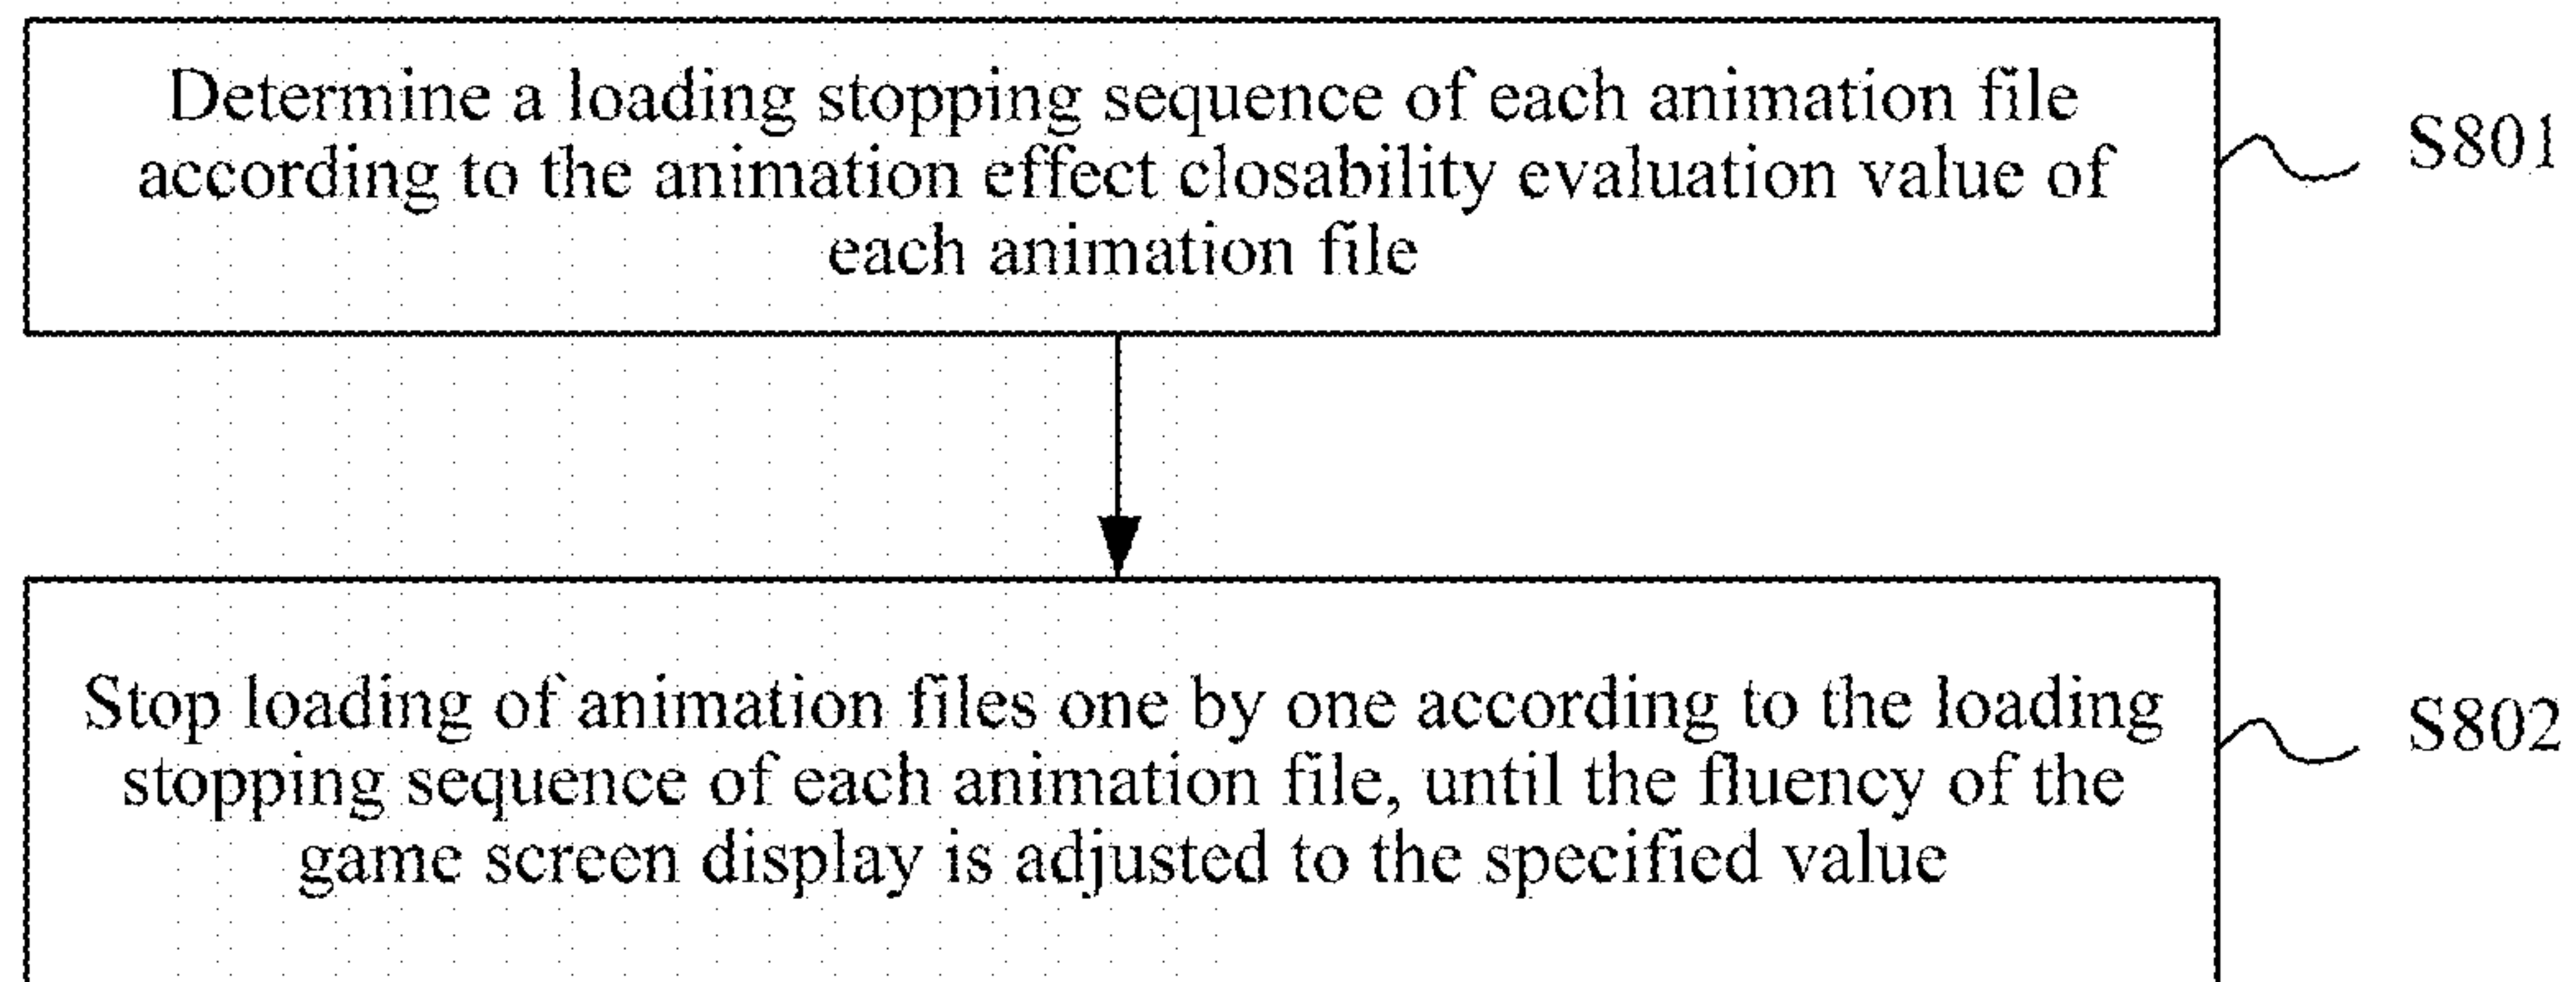 Determine a loading stopping sequence of each animation file
according to the animation effect closability evaluation value of
each animation file
S801
Stop loading of animation files one by one according to the loading
stopping sequence of each animation file, until the fluency of the
game screen display is adjusted to the specified value
S802